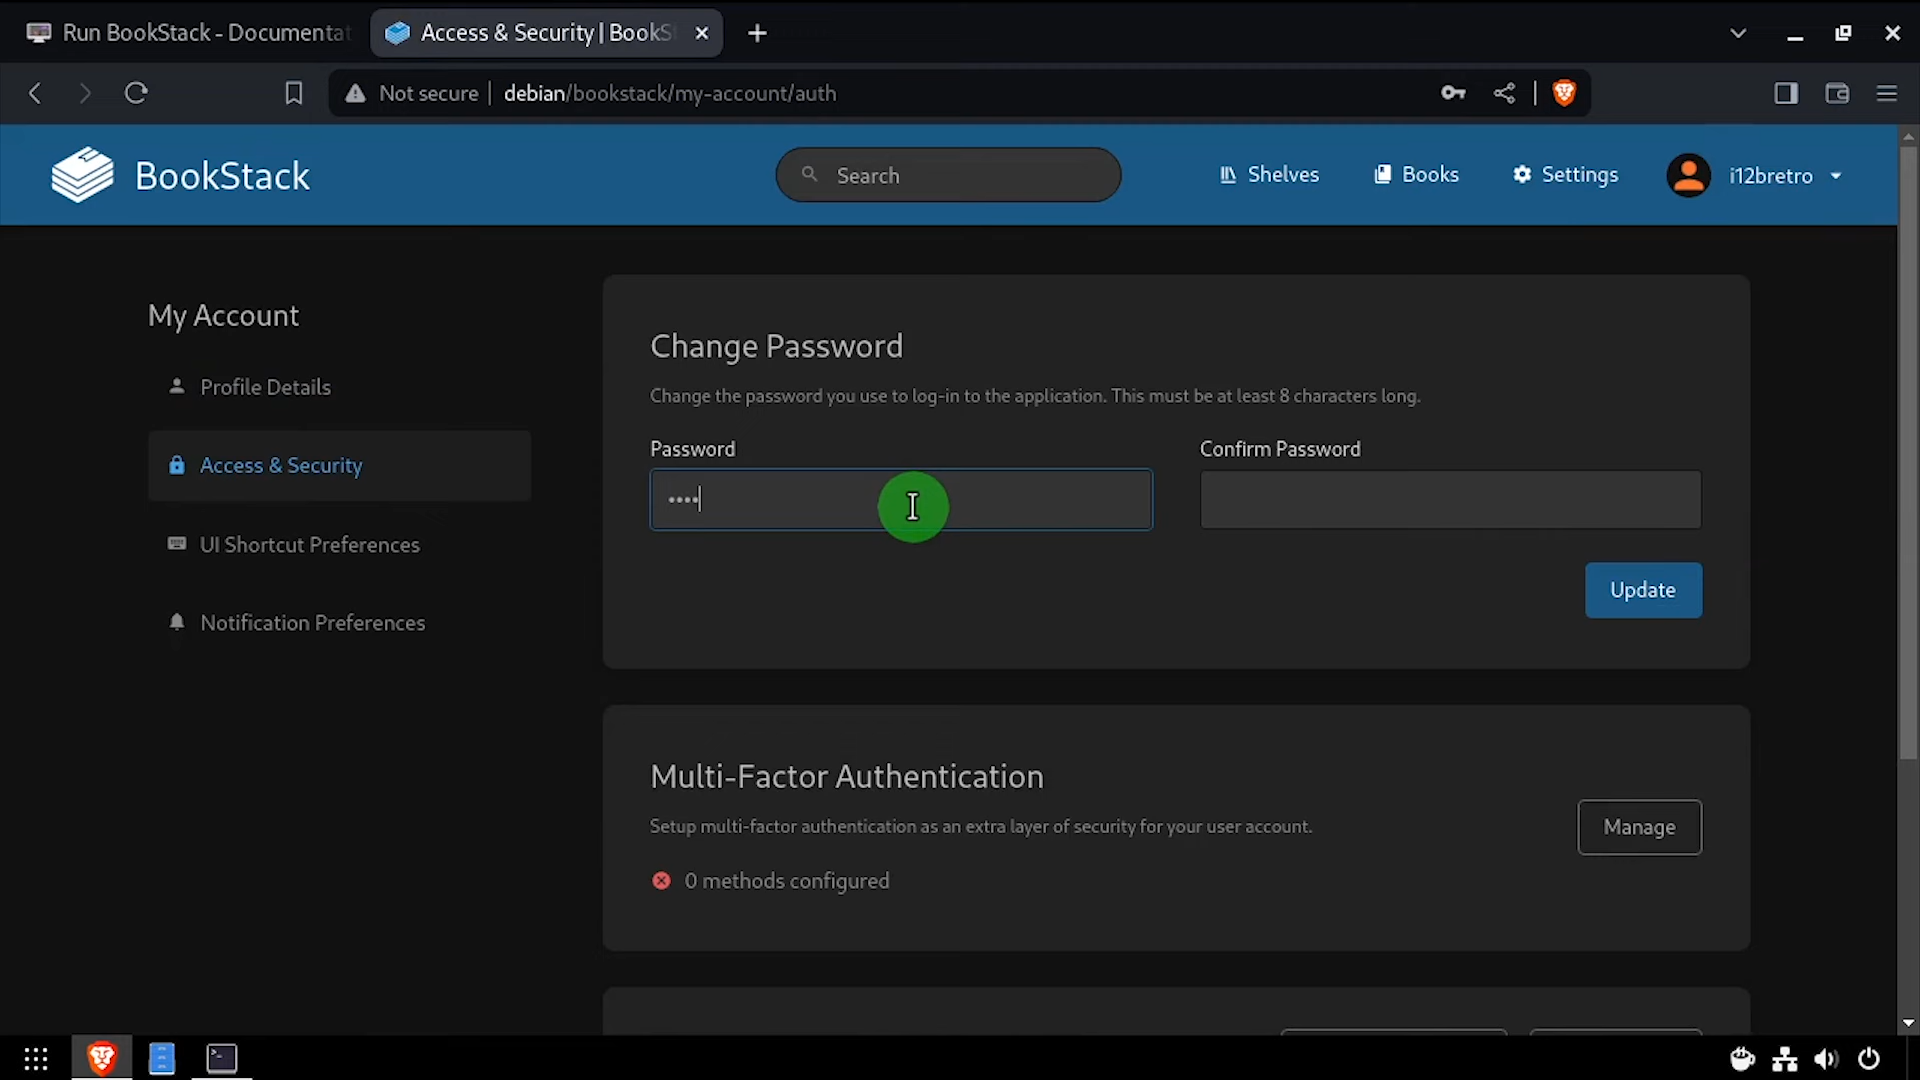 Run BookStack - Documentat
Access & Security | BookS
Not secure
debian/bookstack/my-account/auth
BookStack
Search
Shelves
Books
Settings
i12bretro
My Account
Profile Details
Access & Security
UI Shortcut Preferences
Notification Preferences
Change Password
Change the password you use to log-in to the application. This must be at least 8 characters long.
Password
Confirm Password
••••
Update
Multi-Factor Authentication
Setup multi-factor authentication as an extra layer of security for your user account.
Manage
0 methods configured